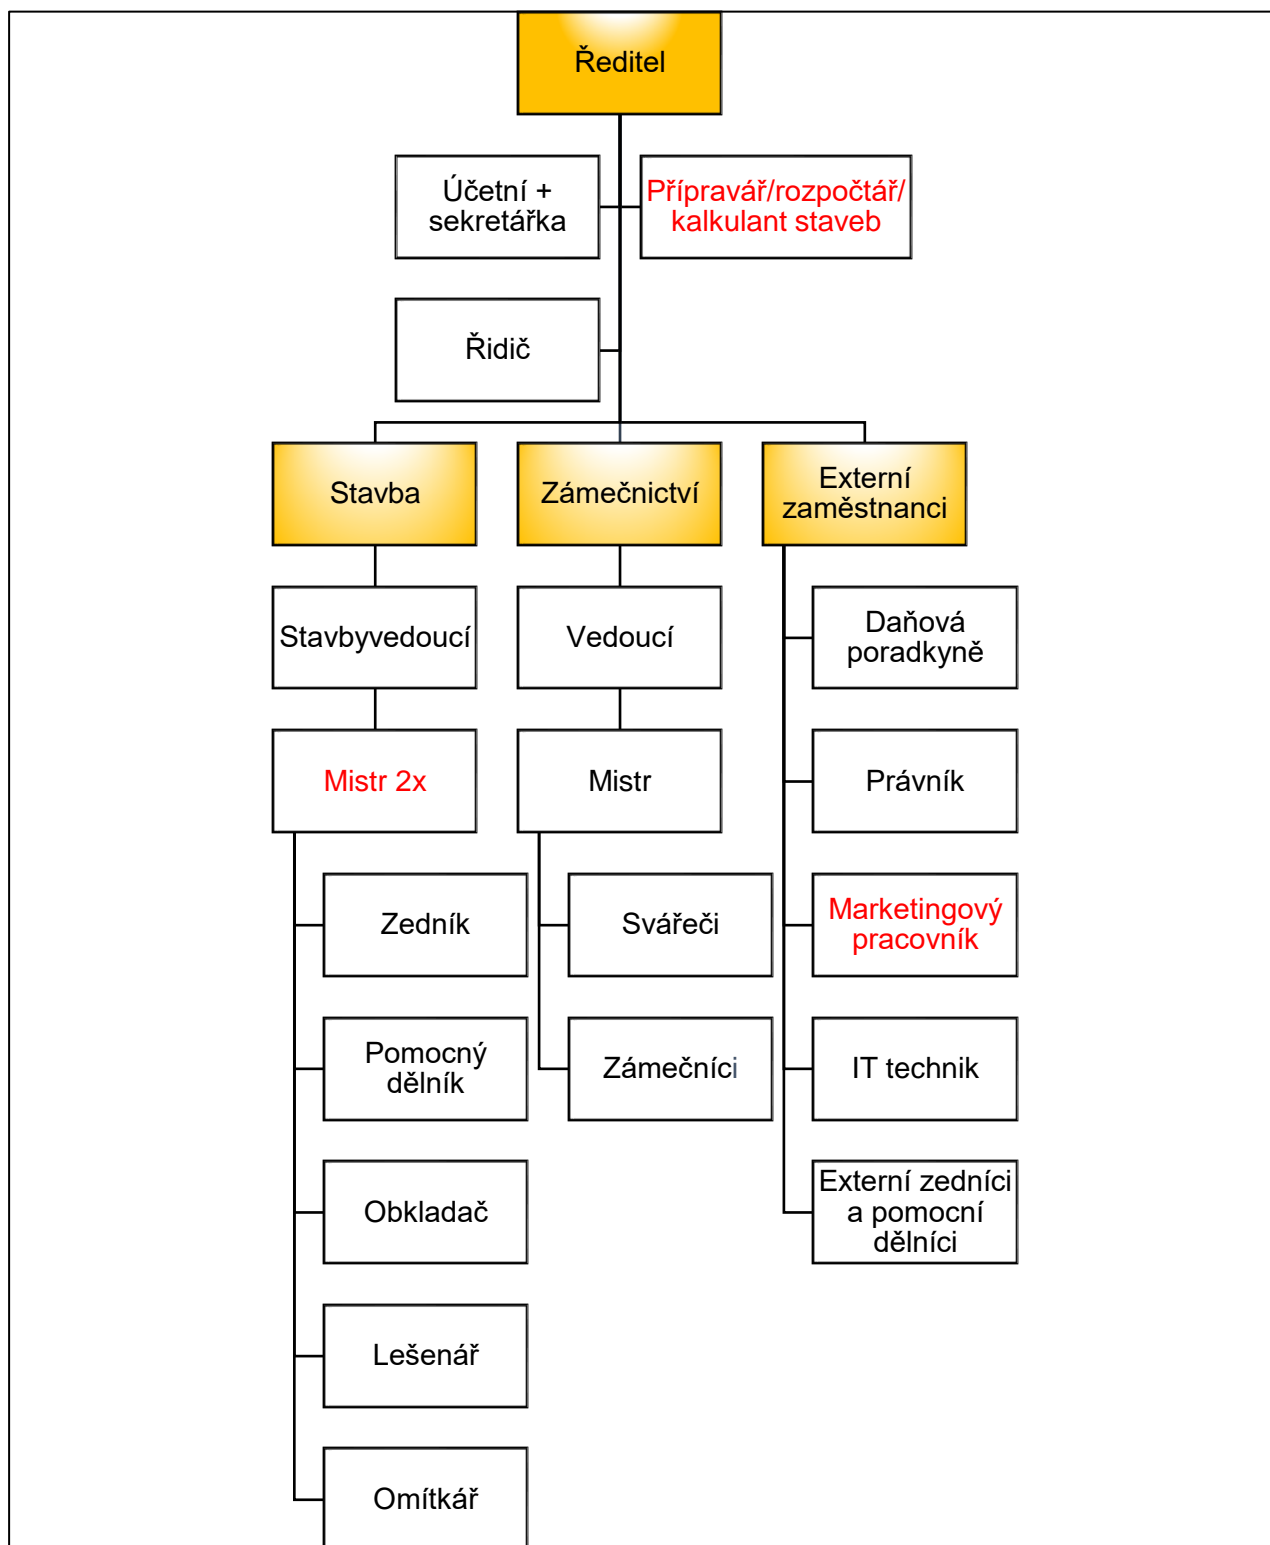 Ředitel
Účetní +
sekretářka
Přípravář/rozpočtář/
kalkulant staveb
Řidič
Stavba
Zámečnictví
Externí
zaměstnanci
Stavbyvedoucí
Vedoucí
Daňová
poradkyně
Mistr 2x
Mistr
Právník
Zedník
Svářeči
Marketingový
pracovník
Pomocný
dělník
Zámečníci
IT technik
Obkladač
Externí zedníci
a pomocní
dělníci
Lešenář
Omítkář